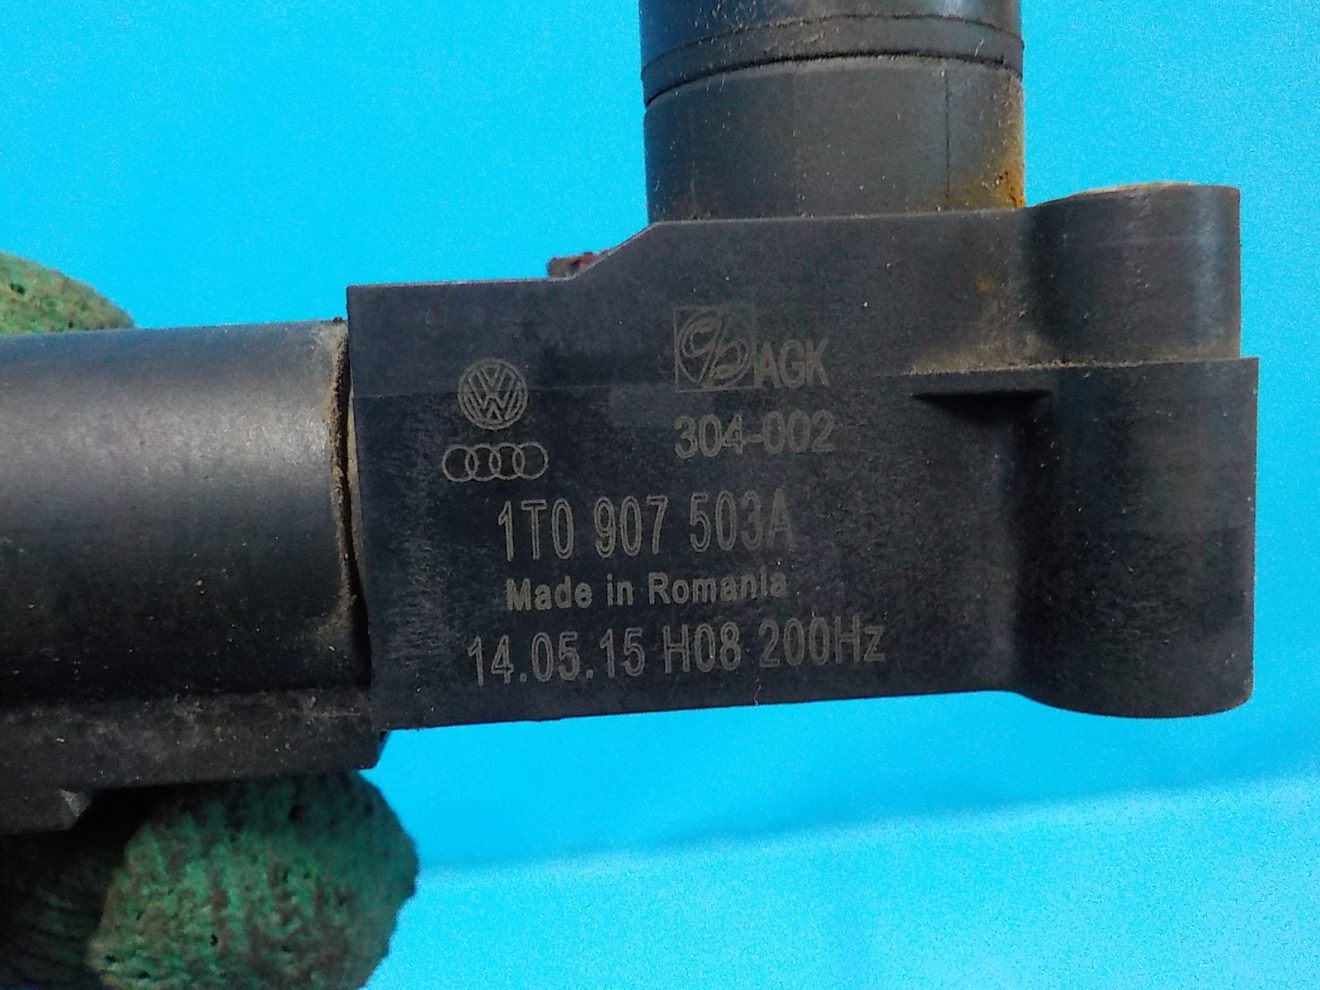 AGK
304-002
1T0 907 503A
Made in Romania
14.05.15 H08 200Hz